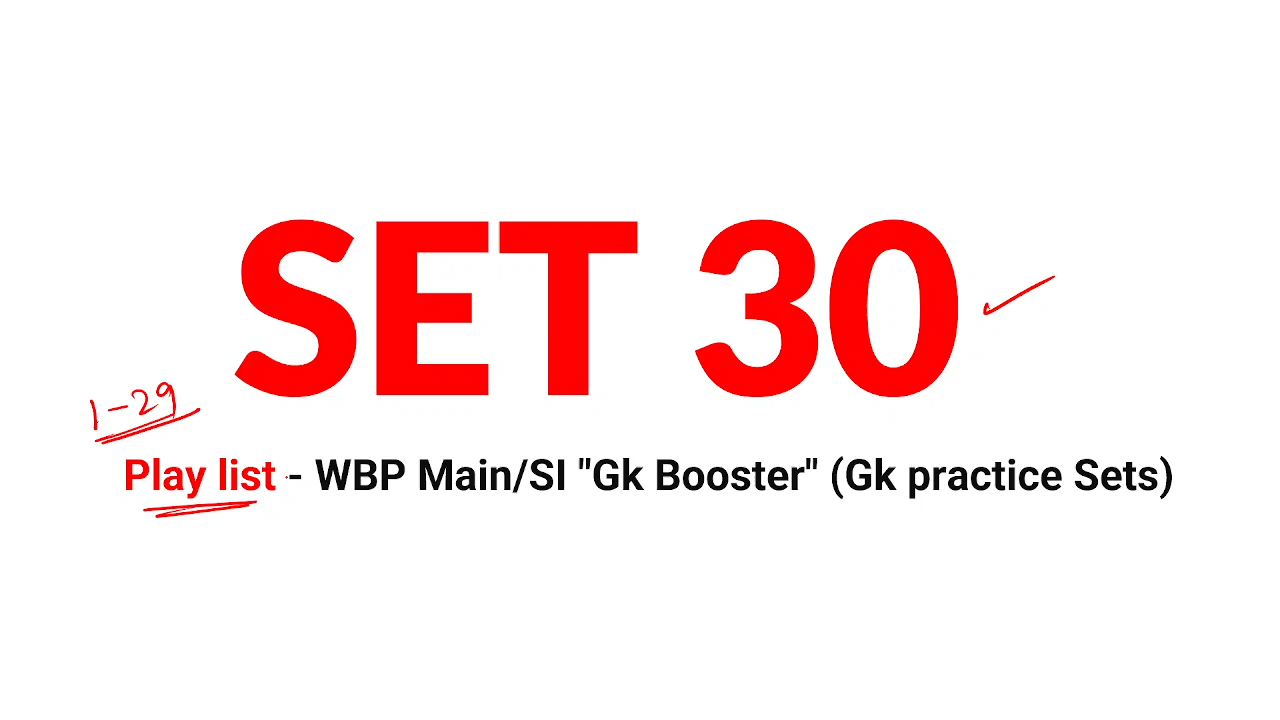 SET 30
1-29
Play list - WBP Main/SI "Gk Booster" (Gk practice Sets)